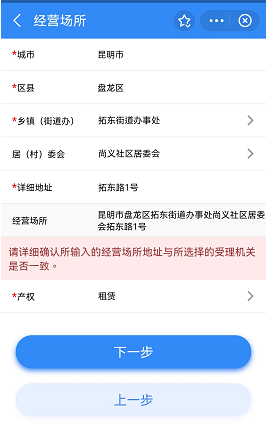 经营场所
*城市 昆明市
*区县 盘龙区
*乡镇（街道办） 拓东街道办事处
居（村）委会 尚义社区居委会
*详细地址 拓东路1号
经营场所 昆明市盘龙区拓东街道办事处尚义社区居委
会拓东路1号
请详细确认所输入的经营场所地址与所选择的受理机关
是否一致。
*产权 租赁
下一步
上一步